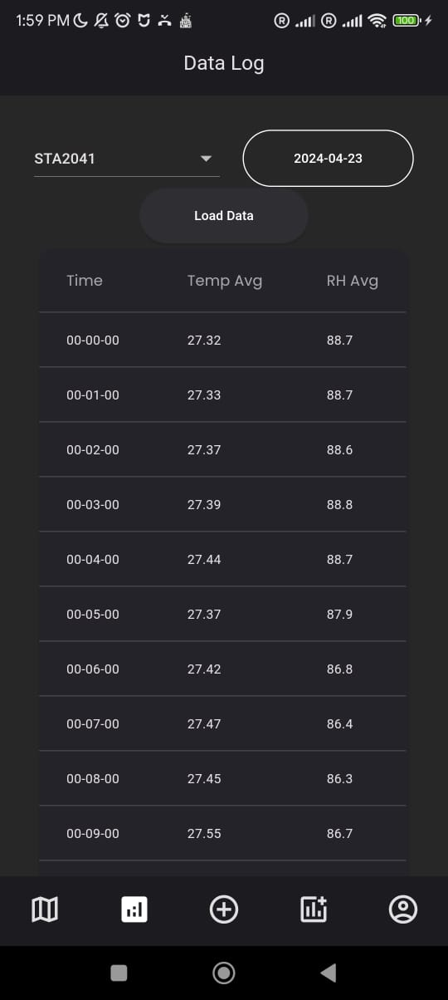 1:59 PM 100
Data Log
STA2041 2024-04-23
Load Data
Time Temp Avg RH Avg
00-00-00 27.32 88.7
00-01-00 27.33 88.7
00-02-00 27.37 88.6
00-03-00 27.39 88.8
00-04-00 27.44 88.7
00-05-00 27.37 87.9
00-06-00 27.42 86.8
00-07-00 27.47 86.4
00-08-00 27.45 86.3
00-09-00 27.55 86.7